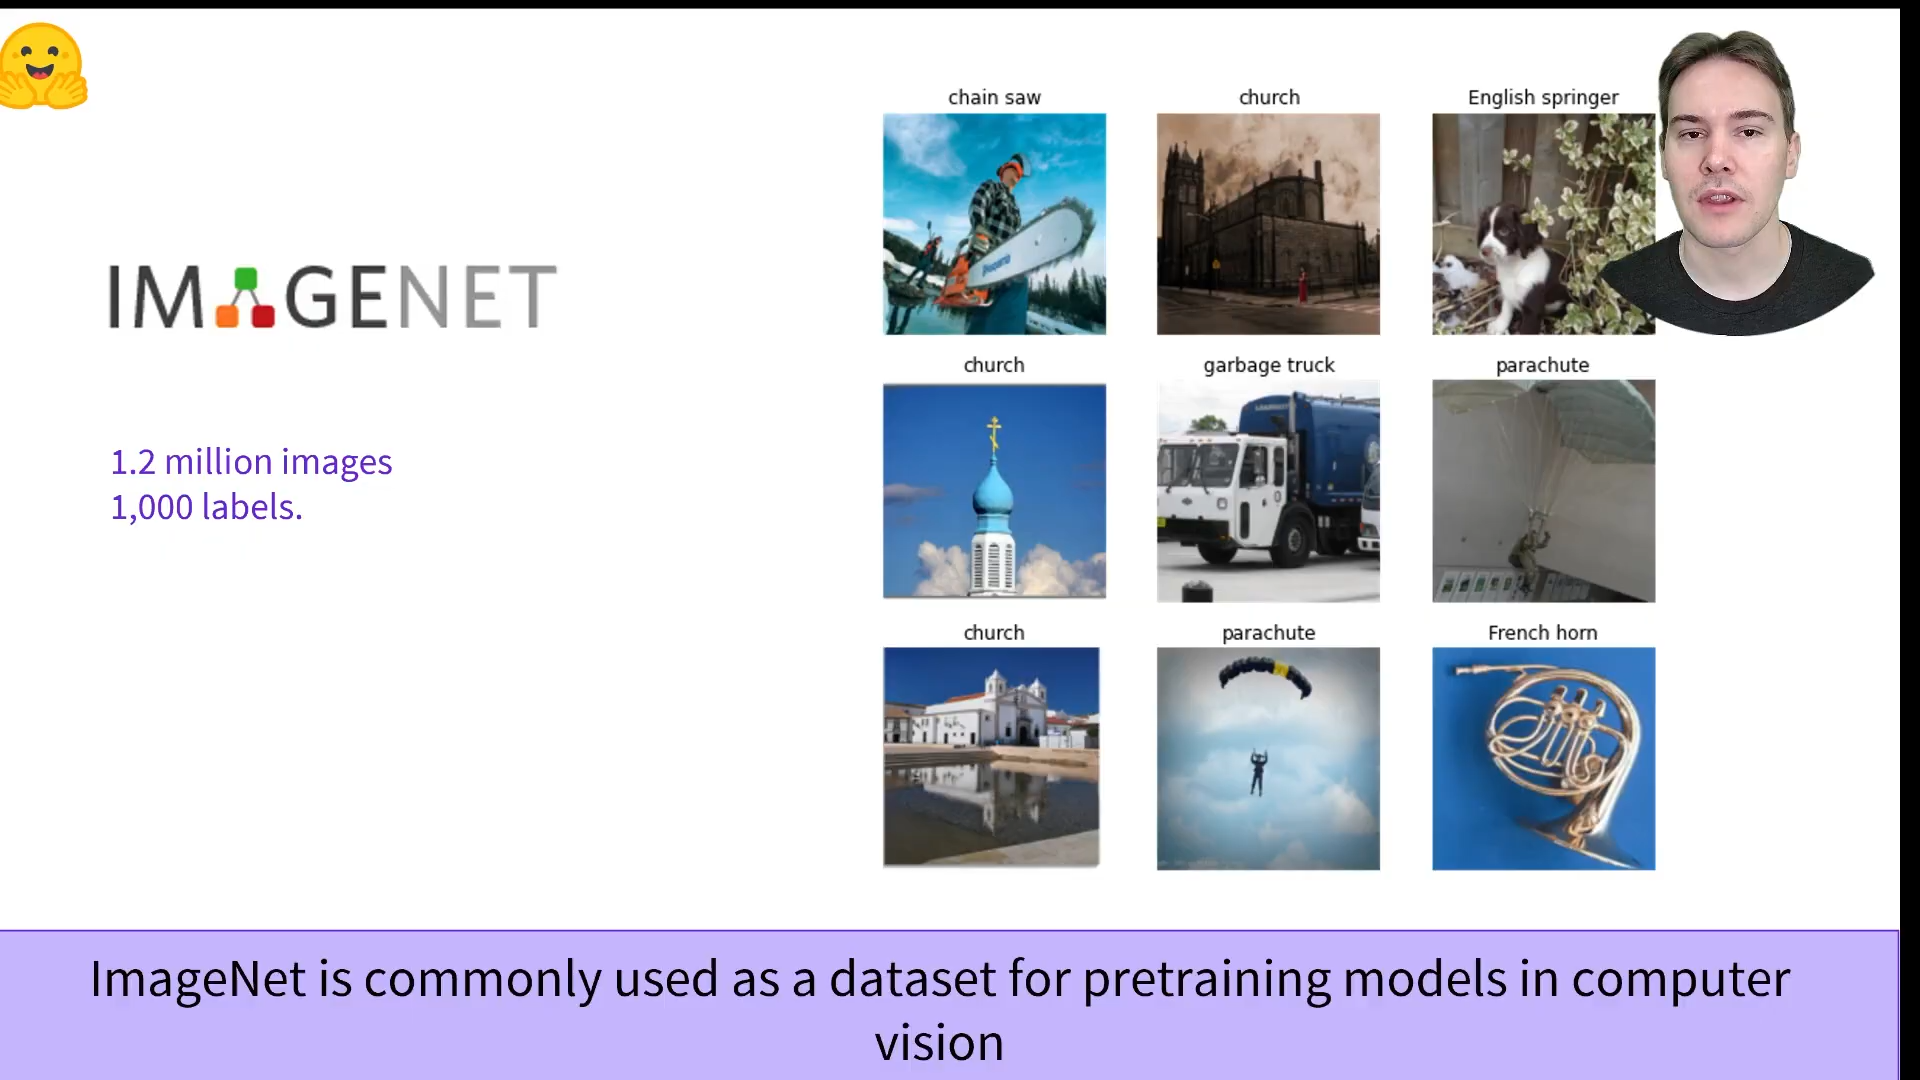 IMAGENET
1.2 million images
1,000 labels.
chain saw
church
English springer
church
garbage truck
parachute
church
parachute
French horn
ImageNet is commonly used as a dataset for pretraining models in computer
vision